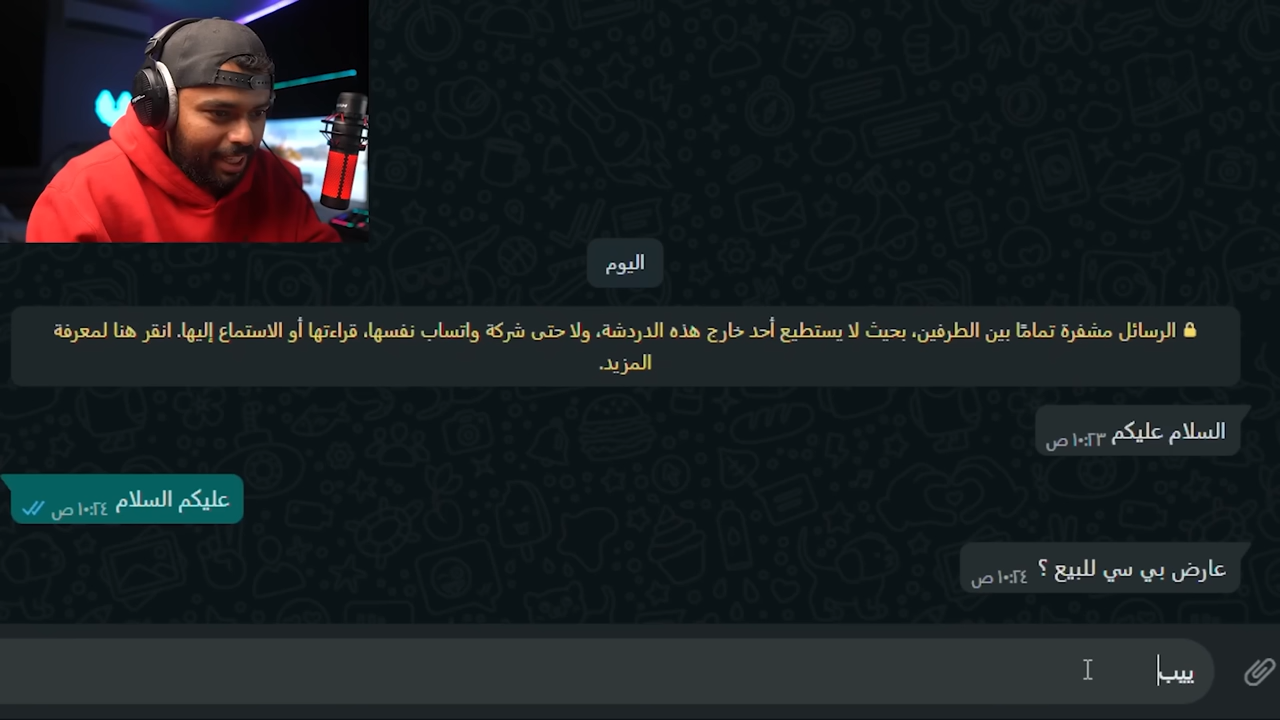 اليوم
الرسائل مشفرة تمامًا بين الطرفين، بحيث لا يستطيع أحد خارج هذه الدردشة، ولا حتى شركة واتساب نفسها، قراءتها أو الاستماع إليها. انقر هنا لمعرفة
المزيد.
السلام عليكم ١٠:٢٣ ص
عليكم السلام ١٠:٢٤ ص
عارض بي سي للبيع ؟ ١٠:٢٤ ص
ييب